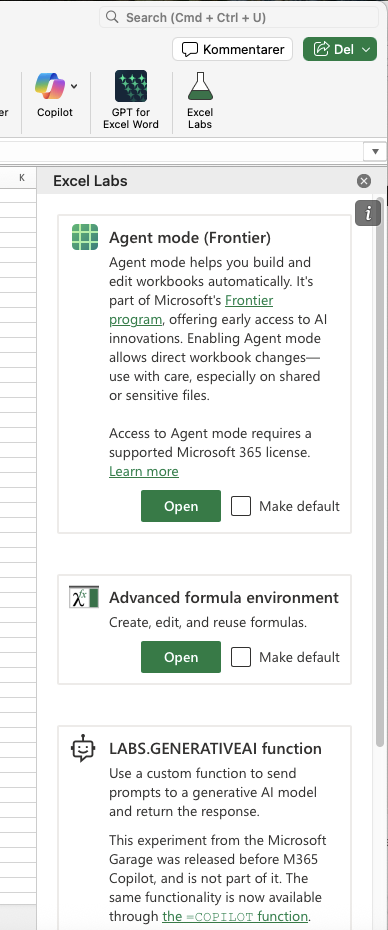 Search (Cmd + Ctrl + U)
Kommentarer
Del
er
Copilot
GPT for
Excel Word
Excel
Labs
K
Excel Labs
i
Agent mode (Frontier)
Agent mode helps you build and
edit workbooks automatically. It's
part of Microsoft's Frontier
program, offering early access to AI
innovations. Enabling Agent mode
allows direct workbook changes—
use with care, especially on shared
or sensitive files.
Access to Agent mode requires a
supported Microsoft 365 license.
Learn more
Open
Make default
Advanced formula environment
Create, edit, and reuse formulas.
Open
Make default
LABS.GENERATIVEAI function
Use a custom function to send
prompts to a generative AI model
and return the response.
This experiment from the Microsoft
Garage was released before M365
Copilot, and is not part of it. The
same functionality is now available
through the =COPILOT function.